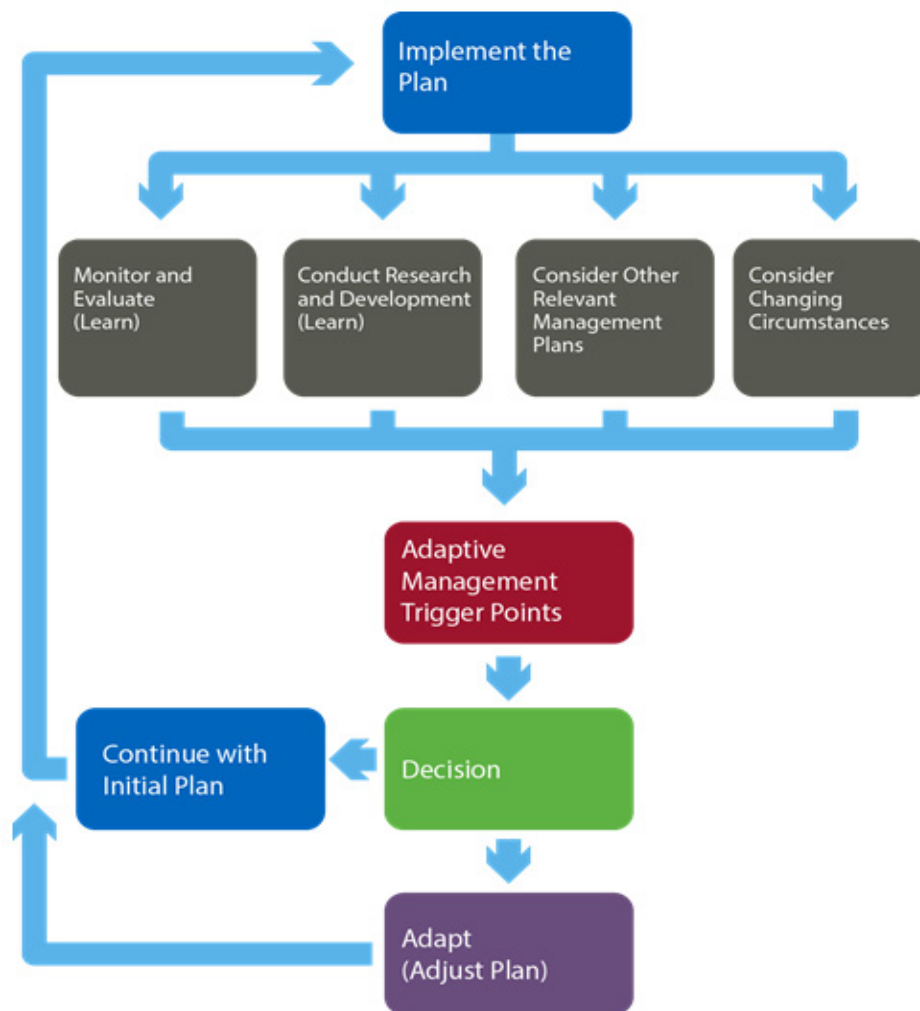 Implement the
Plan
Monitor and
Evaluate
(Learn)
Conduct Research
and Development
(Learn)
Consider Other
Relevant
Management
Plans
Consider
Changing
Circumstances
Adaptive
Management
Trigger Points
Continue with
Initial Plan
Decision
Adapt
(Adjust Plan)